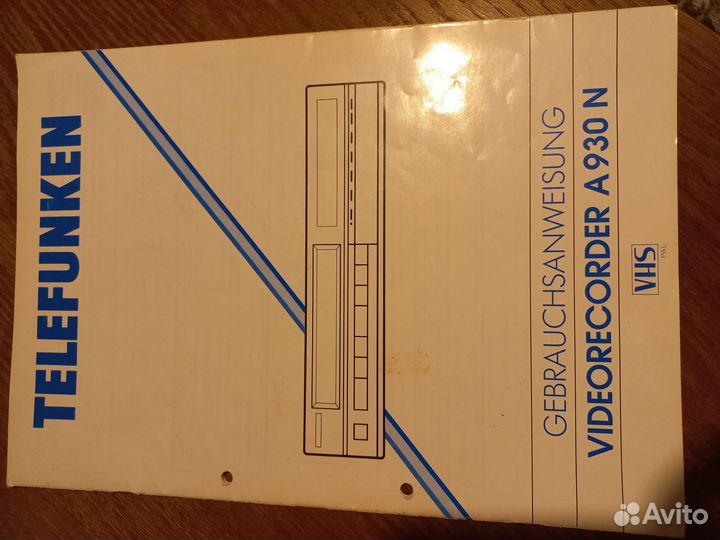 TELEFUNKEN
GEBRAUCHSANWEISUNG
VIDEORECORDER A 930 N
VHS
PAL
Avito